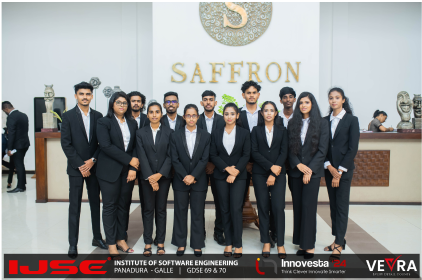 SAFFRON
IJSE
INSTITUTE OF SOFTWARE ENGINEERING
PANADURA - GALLE | GDSE 69 & 70
Innovesta
Think Clever Innovate Smarter
VEVRA